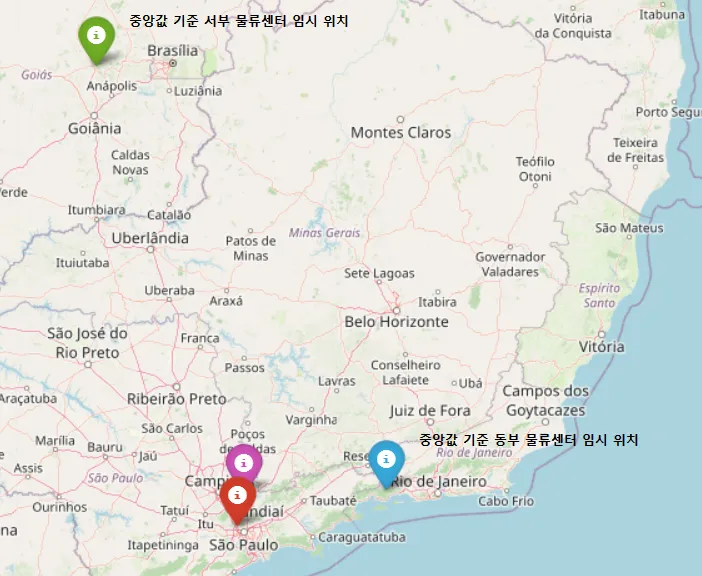 중앙값 기준 서부 물류센터 임시 위치
Vitória
da Conquista
Itabuna
Brasília
Goiás
Anápolis
Luziânia
Porto Segu
Goiânia
Montes Claros
Teixeira
de Freitas
Caldas
Novas
Teófilo
Otoni
erde
Itumbiara
Catalão
São Mateus
Uberlândia
Patos de
Minas
Minas Gerais
Ituiutaba
Governador
Valadares
Sete Lagoas
Espírito
Santo
Uberaba
Araxá
Itabira
Belo Horizonte
São José do
Rio Preto
Franca
Vitória
Passos
Conselheiro
Lafaiete
Ubá
Araçatuba
Ribeirão Preto
Lavras
Campos dos
Goytacazes
Varginha
Juiz de Fora
São Carlos
Marília
Poços
de Caldas
중앙값 기준 동부 물류센터 임시 위치
Bauru
Jaú
Rese
Rio de Janeiro
Assis
São Paulo
Campi
Rio de Janeiro
Ourinhos
Tatuí
ndiaí
Taubaté
Cabo Frio
Itu
na
Itapetininga
São Paulo
Caraguatatuba